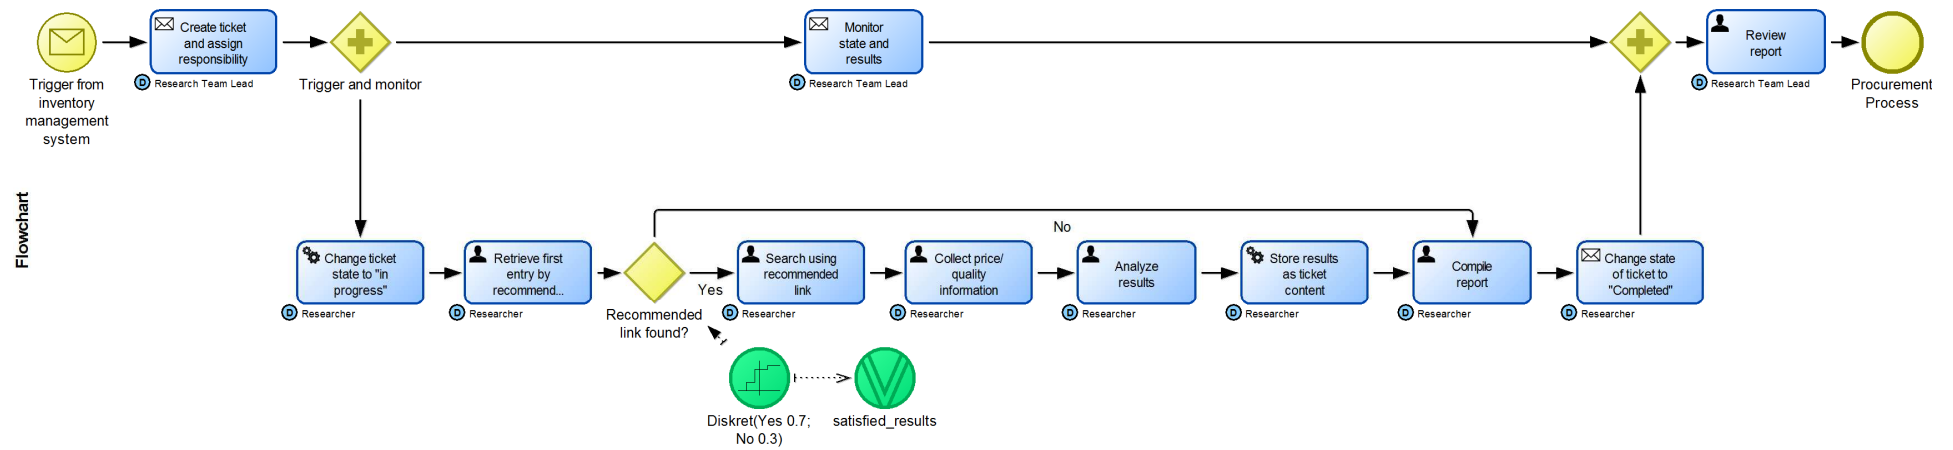 Create ticket
and assign
responsibility
Monitor
state and
results
Review
report
D Research Team Lead
D Research Team Lead
D Research Team Lead
Trigger from
inventory
management
system
Trigger and monitor
Procurement
Process
Flowchart
No
Change ticket
state to "in
progress"
Retrieve first
entry by
recommend...
Search using
recommended
link
Collect price/
quality
information
Analyze
results
Store results
as ticket
content
Compile
report
Change state
of ticket to
"Completed"
Yes
D Researcher
D Researcher
Recommended
link found?
D Researcher
D Researcher
D Researcher
D Researcher
D Researcher
D Researcher
Diskret(Yes 0.7;
No 0.3)
satisfied_results